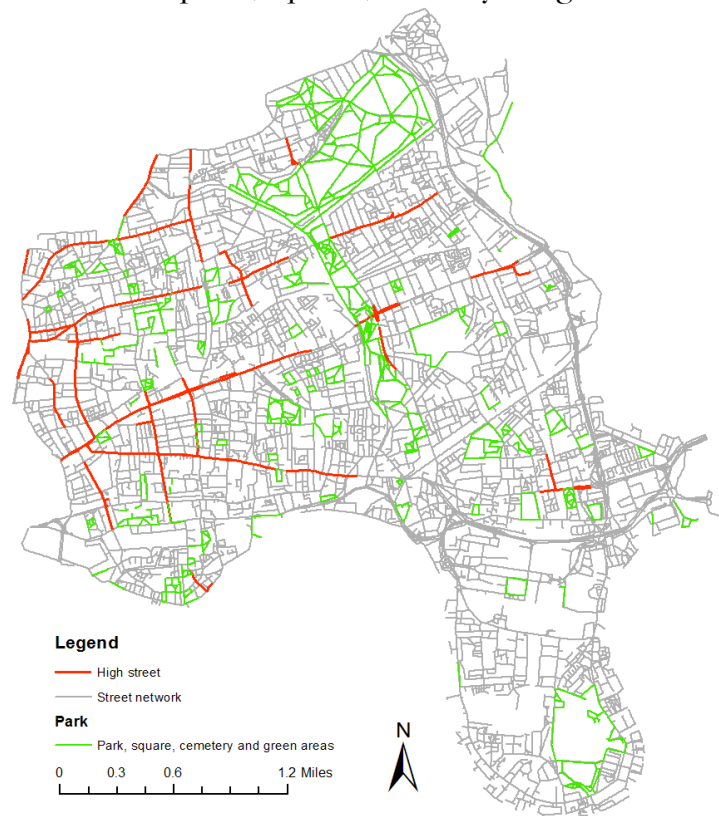 Legend
High street
Street network
Park
Park, square, cemetery and green areas
0 0.3 0.6 1.2 Miles
N